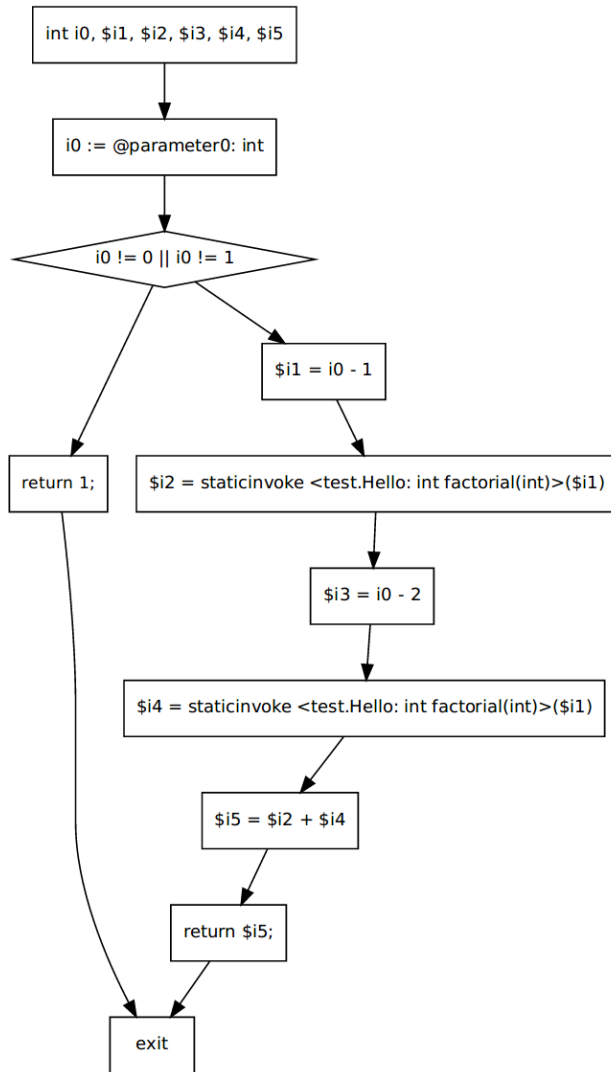 int i0, $i1, $i2, $i3, $i4, $i5
i0 := @parameter0: int
i0 != 0 || i0 != 1
$i1 = i0 - 1
return 1;
$i2 = staticinvoke <test.Hello: int factorial(int)>($i1)
$i3 = i0 - 2
$i4 = staticinvoke <test.Hello: int factorial(int)>($i1)
$i5 = $i2 + $i4
return $i5;
exit